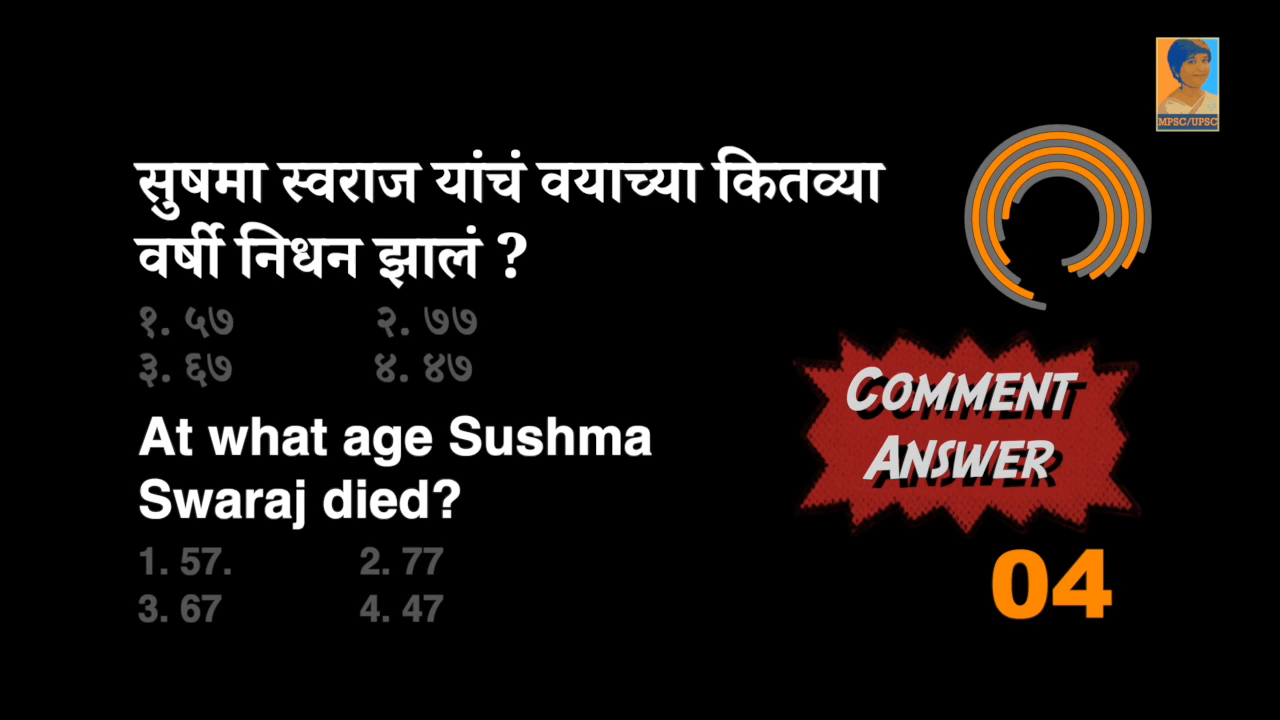 MPSC/UPSC
सुषमा स्वराज यांचं वयाच्या कितव्या
वर्षी निधन झालं ?
१. ५७ २. ७७
३. ६७ ४. ४७
At what age Sushma
Swaraj died?
1. 57. 2. 77
3. 67 4. 47
COMMENT
ANSWER
04